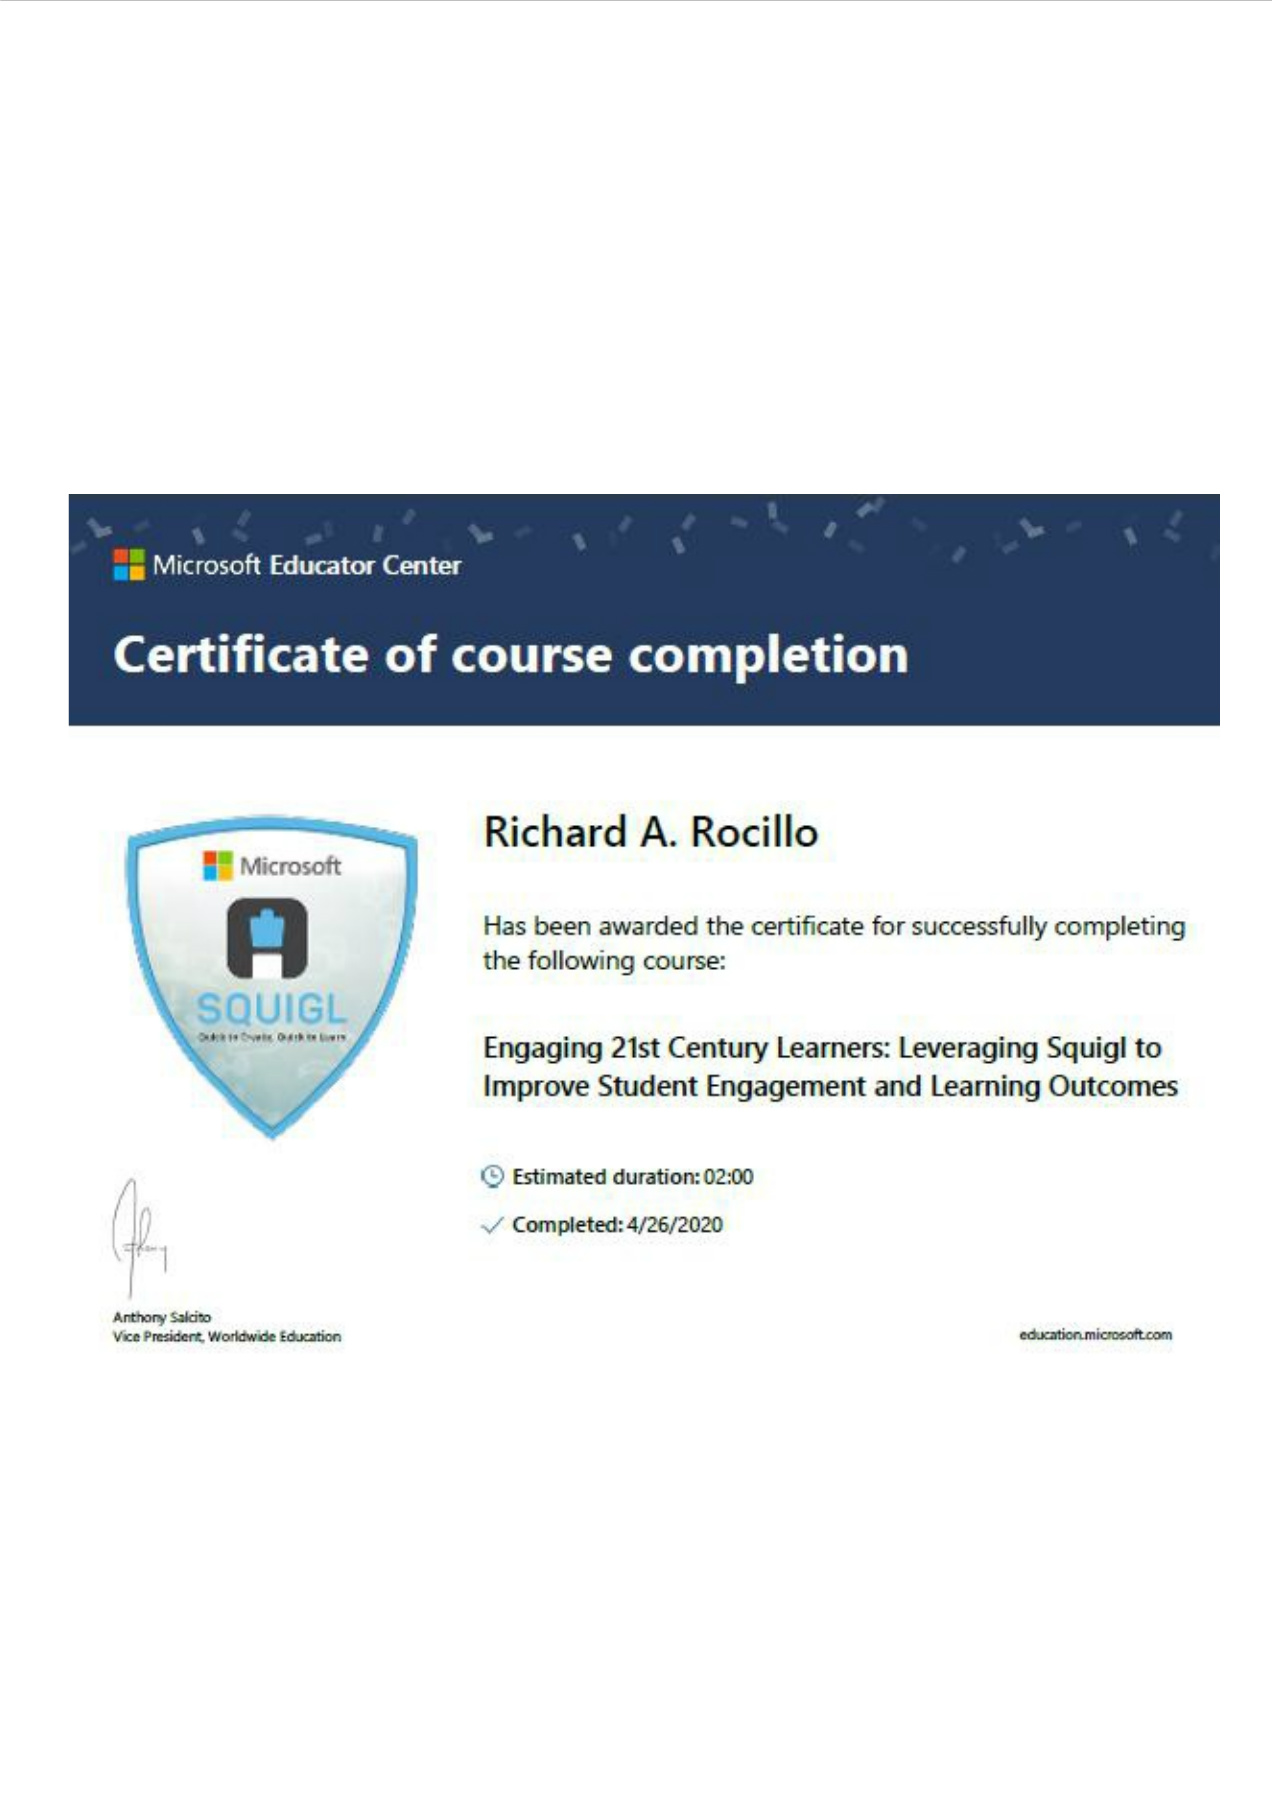 Microsoft Educator Center
Certificate of course completion
Microsoft
SQUIGL
Quick to Create, Quick to Learn
Richard A. Rocillo
Has been awarded the certificate for successfully completing
the following course:
Engaging 21st Century Learners: Leveraging Squigl to
Improve Student Engagement and Learning Outcomes
Estimated duration: 02:00
Completed: 4/26/2020
Anthony
Anthony Salcito
Vice President, Worldwide Education
education.microsoft.com